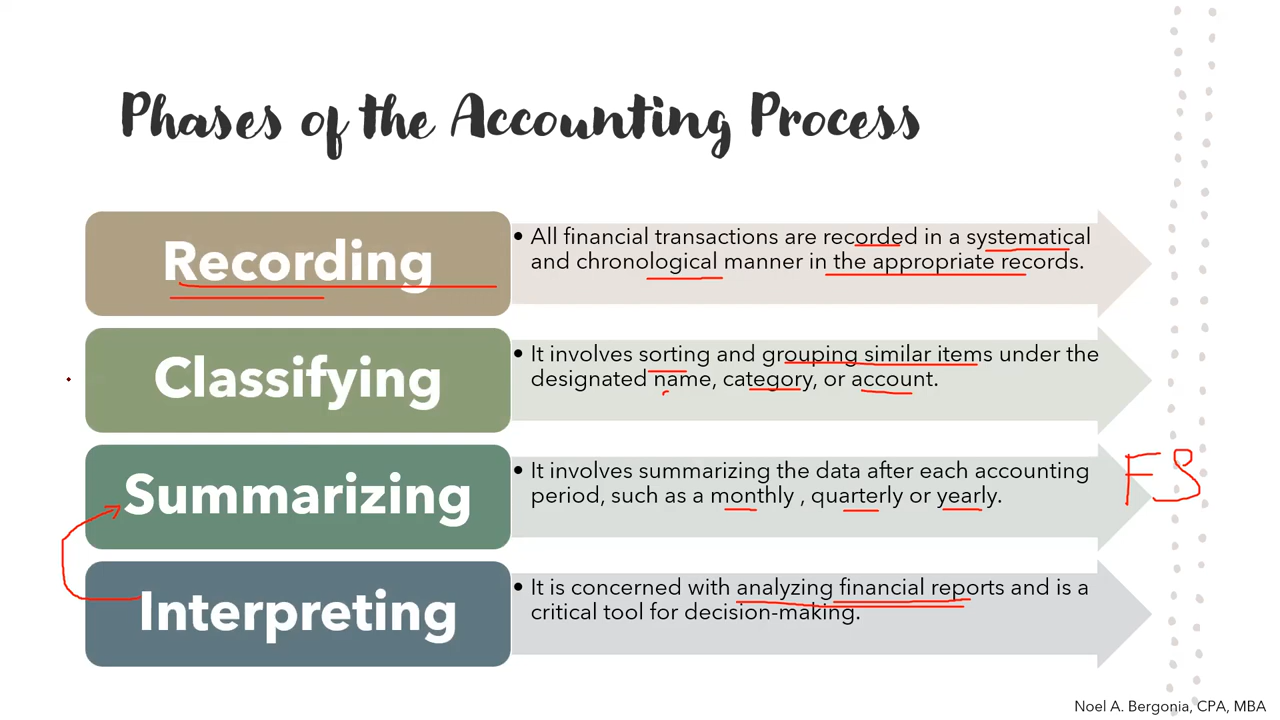 Phases of the Accounting Process
Recording
• All financial transactions are recorded in a systematical
and chronological manner in the appropriate records.
Classifying
• It involves sorting and grouping similar items under the
designated name, category, or account.
Summarizing
• It involves summarizing the data after each accounting
period, such as a monthly , quarterly or yearly.
FS
Interpreting
• It is concerned with analyzing financial reports and is a
critical tool for decision-making.
Noel A. Bergonia, CPA, MBA